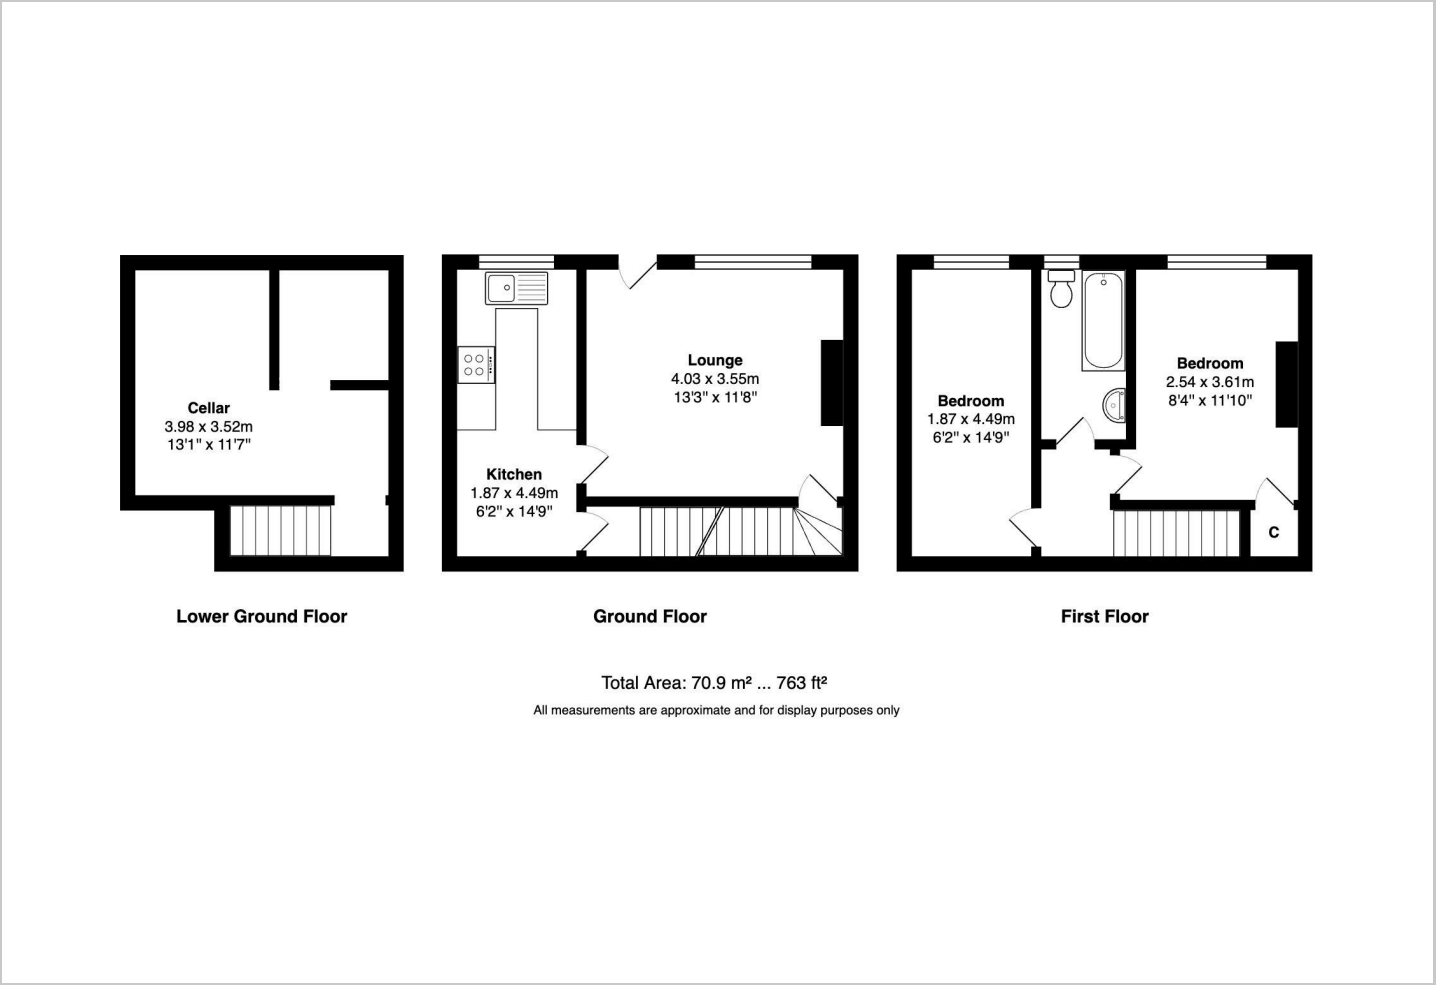 Cellar
3.98 x 3.52m
13'1" x 11'7"
Lower Ground Floor
Kitchen
1.87 x 4.49m
6'2" x 14'9"
Lounge
4.03 x 3.55m
13'3" x 11'8"
Ground Floor
Bedroom
1.87 x 4.49m
6'2" x 14'9"
Bedroom
2.54 x 3.61m
8'4" x 11'10"
C
First Floor
Total Area: 70.9 m² ... 763 ft²
All measurements are approximate and for display purposes only